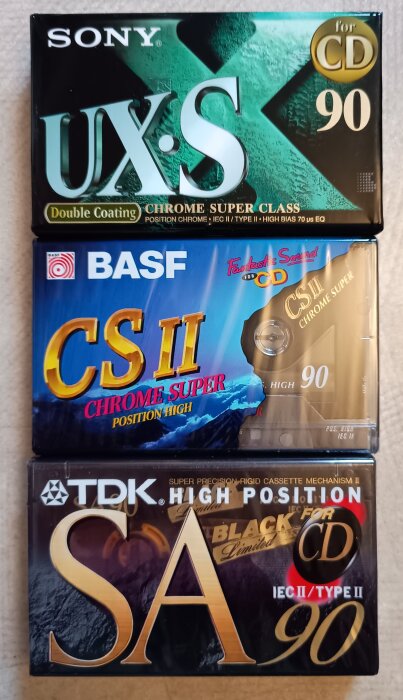 SONY®
for CD
UX·S
90
Double Coating CHROME SUPER CLASS
POSITION CHROME · IEC II / TYPE II · HIGH BIAS 70 µs EQ
BASF
Fantastic Sound
CD
CS II
CHROME SUPER
CS II
CHROME SUPER
POSITION HIGH
HIGH 90
POS. HIGH
IEC II
SUPER PRECISION RIGID CASSETTE MECHANISM II
TDK® HIGH POSITION
SA
BLACK
Limited
FOR
CD
IEC II / TYPE II
90